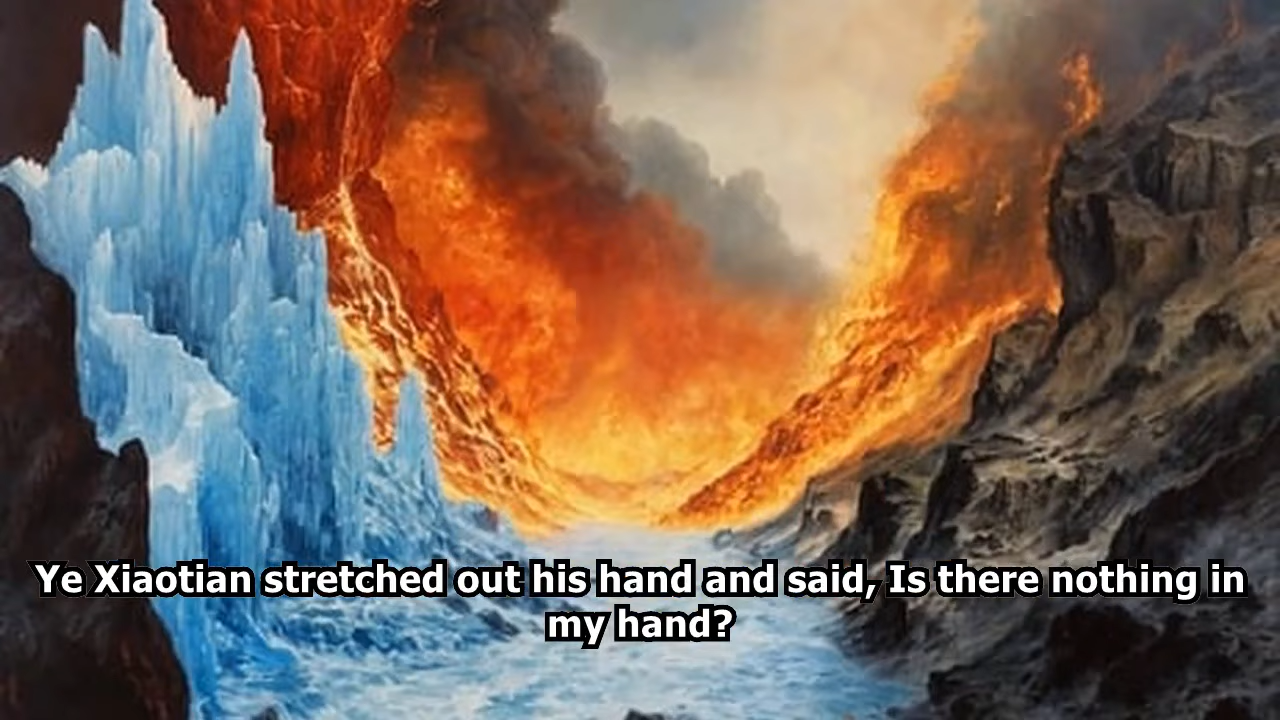 Ye Xiaotian stretched out his hand and said, Is there nothing in
my hand?